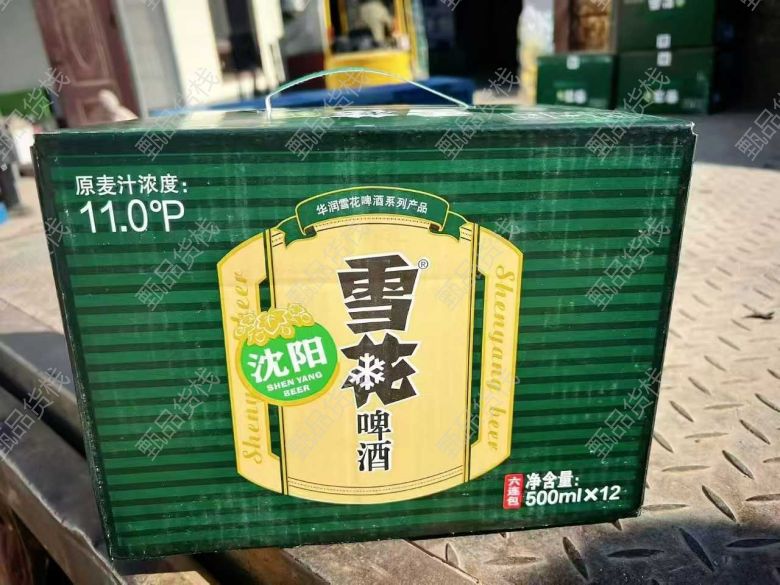 原麦汁浓度:
11.0°P
华润雪花啤酒系列产品
雪花®
啤酒
沈阳
SHEN YANG
BEER
Shenyang beer
Shenyang beer
六连包
净含量:
500ml×12
甄品货栈